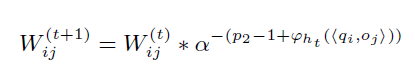 W_{ij}^{(t+1)} = W_{ij}^{(t)} * α^{-(p_2-1+φ_{h_t}(⟨q_i,o_j⟩))}